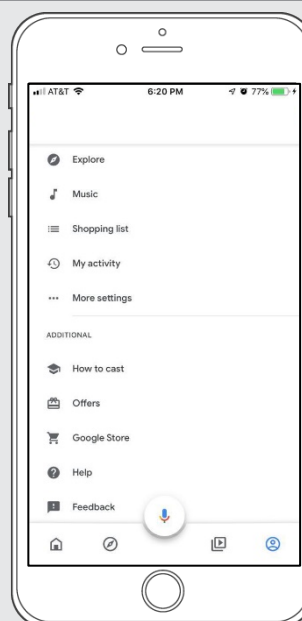 AT&T 6:20 PM 77%
Explore
Music
Shopping list
My activity
More settings
ADDITIONAL
How to cast
Offers
Google Store
Help
Feedback